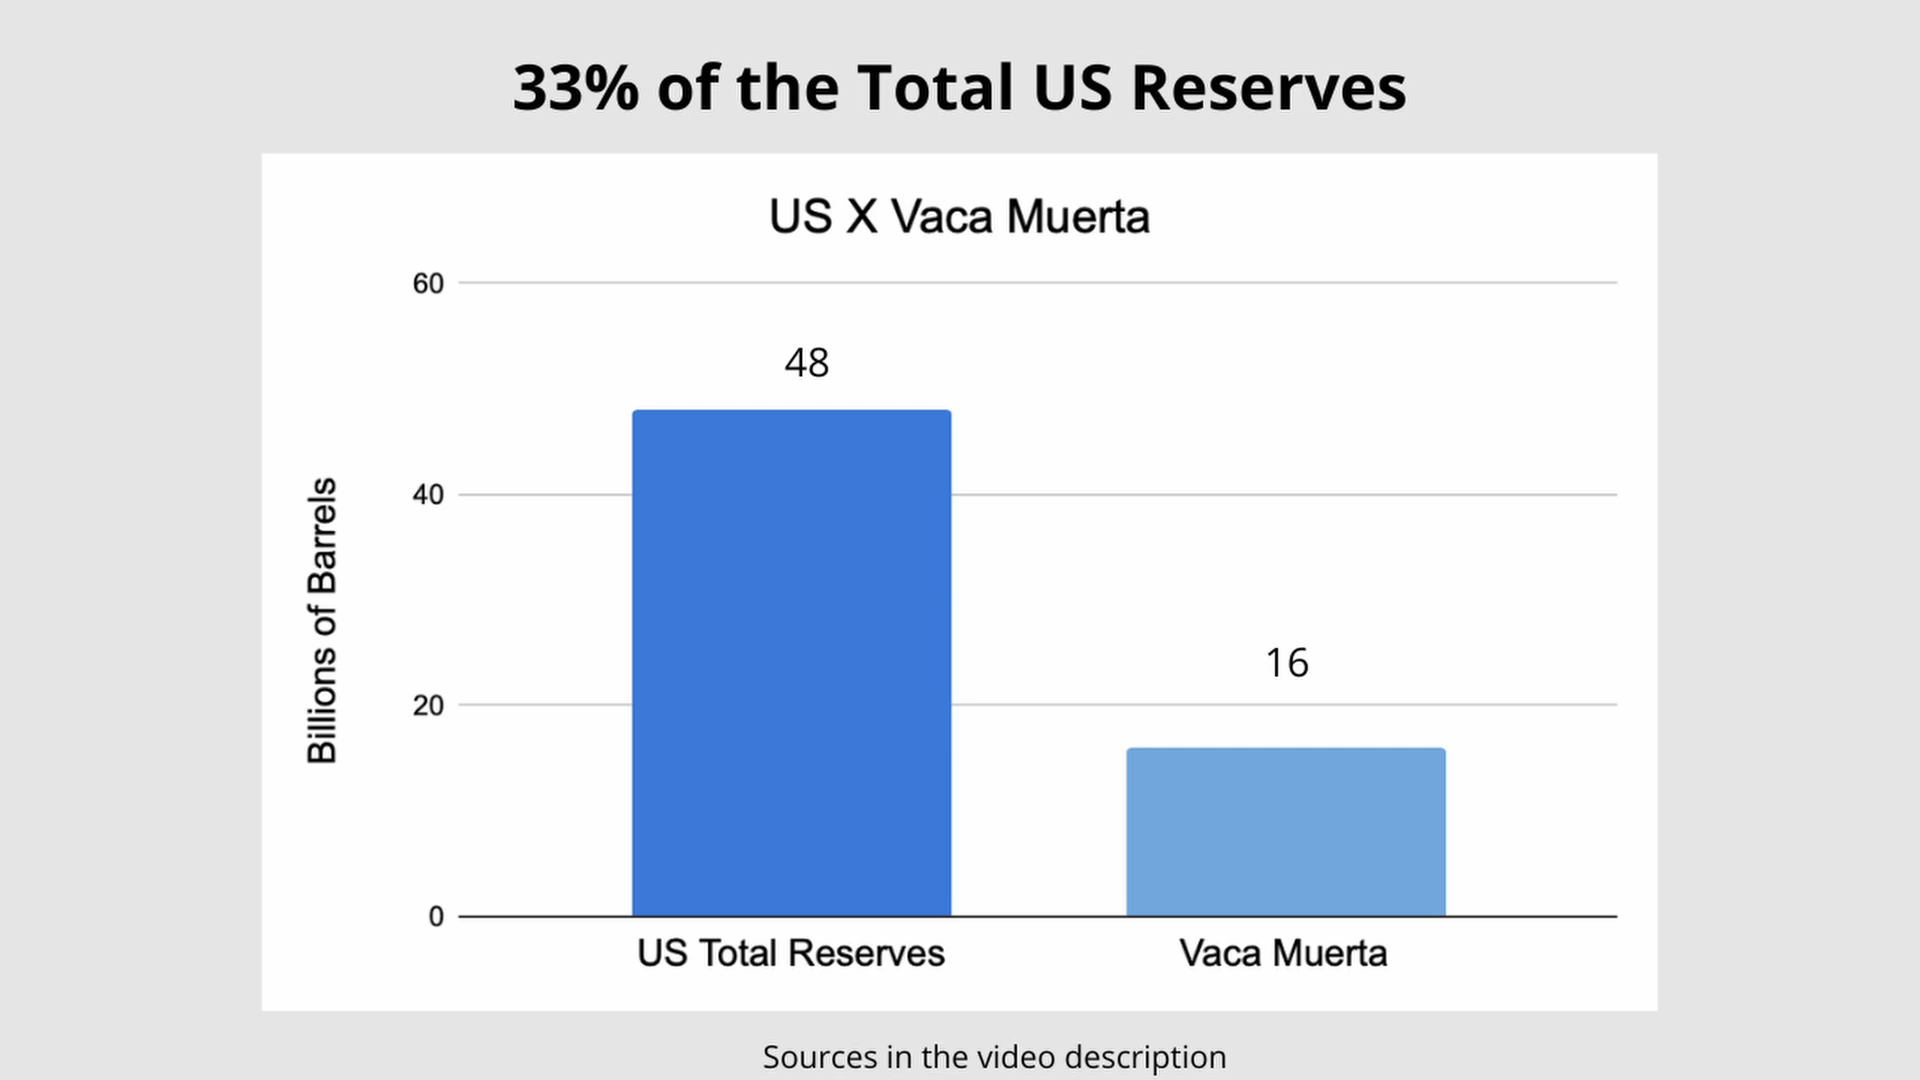 33% of the Total US Reserves
US X Vaca Muerta
60
48
40
Billions of Barrels
16
20
0
US Total Reserves
Vaca Muerta
Sources in the video description